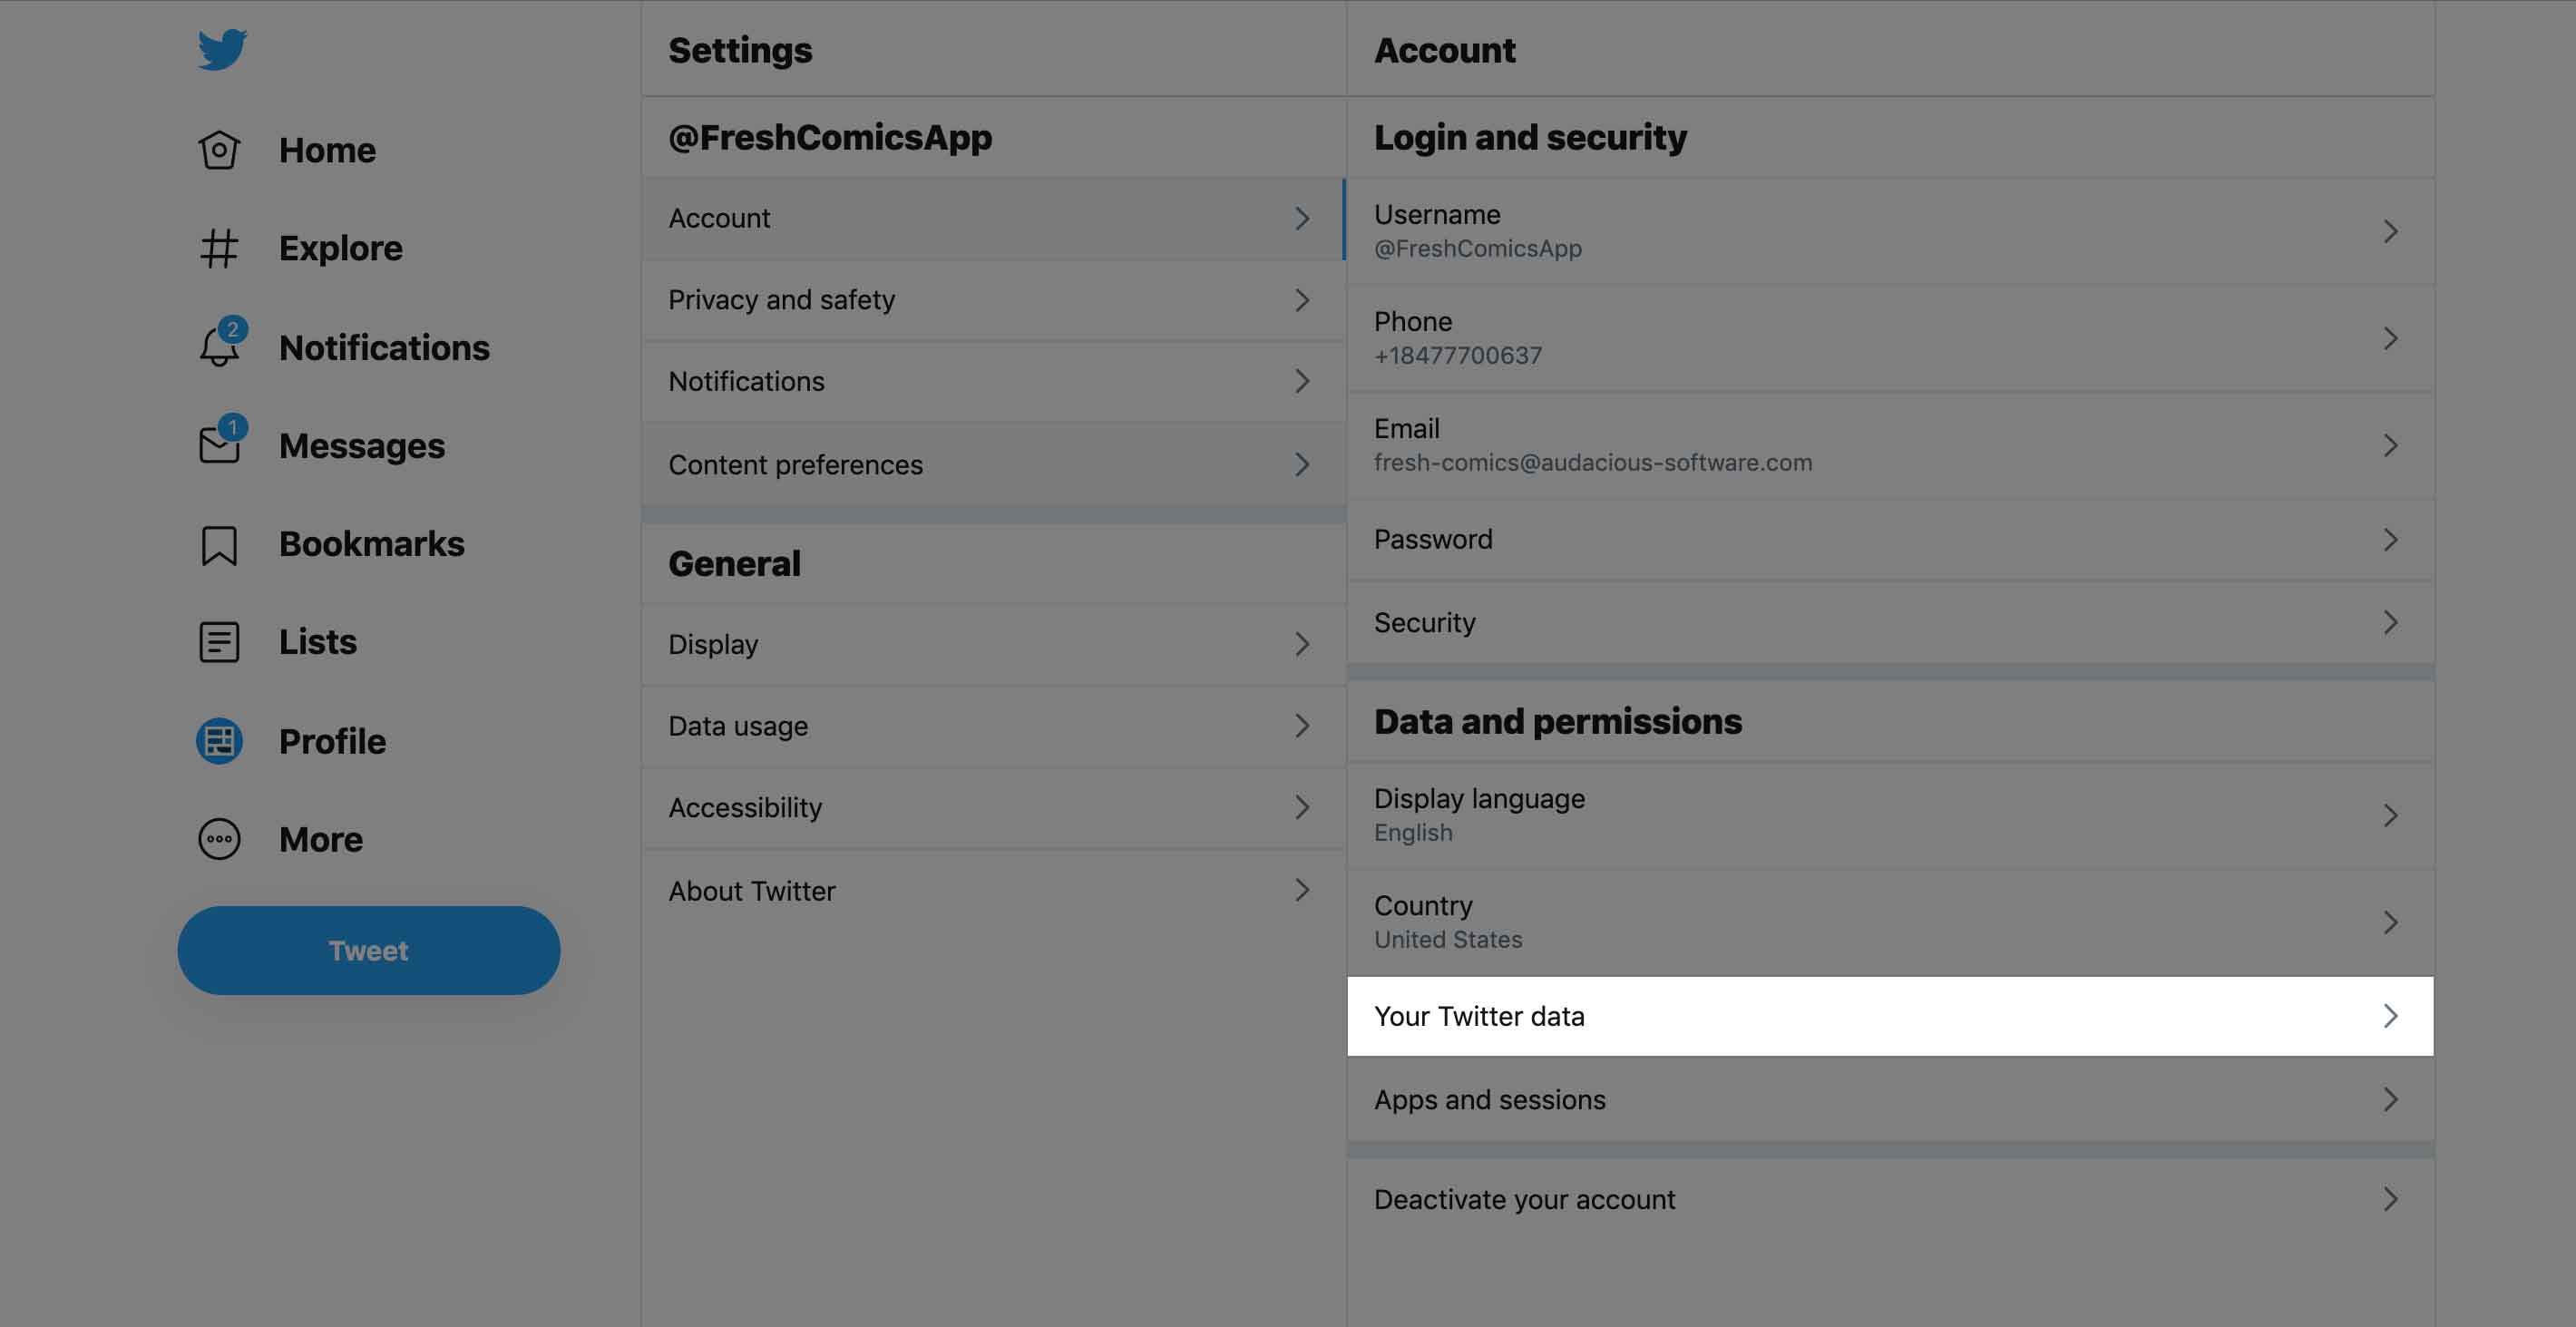 Home
Explore
2
Notifications
1
Messages
Bookmarks
Lists
Profile
More
Tweet
Settings
@FreshComicsApp
Account
Privacy and safety
Notifications
Content preferences
General
Display
Data usage
Accessibility
About Twitter
Account
Login and security
Username
@FreshComicsApp
Phone
+18477700637
Email
fresh-comics@audacious-software.com
Password
Security
Data and permissions
Display language
English
Country
United States
Your Twitter data
Apps and sessions
Deactivate your account